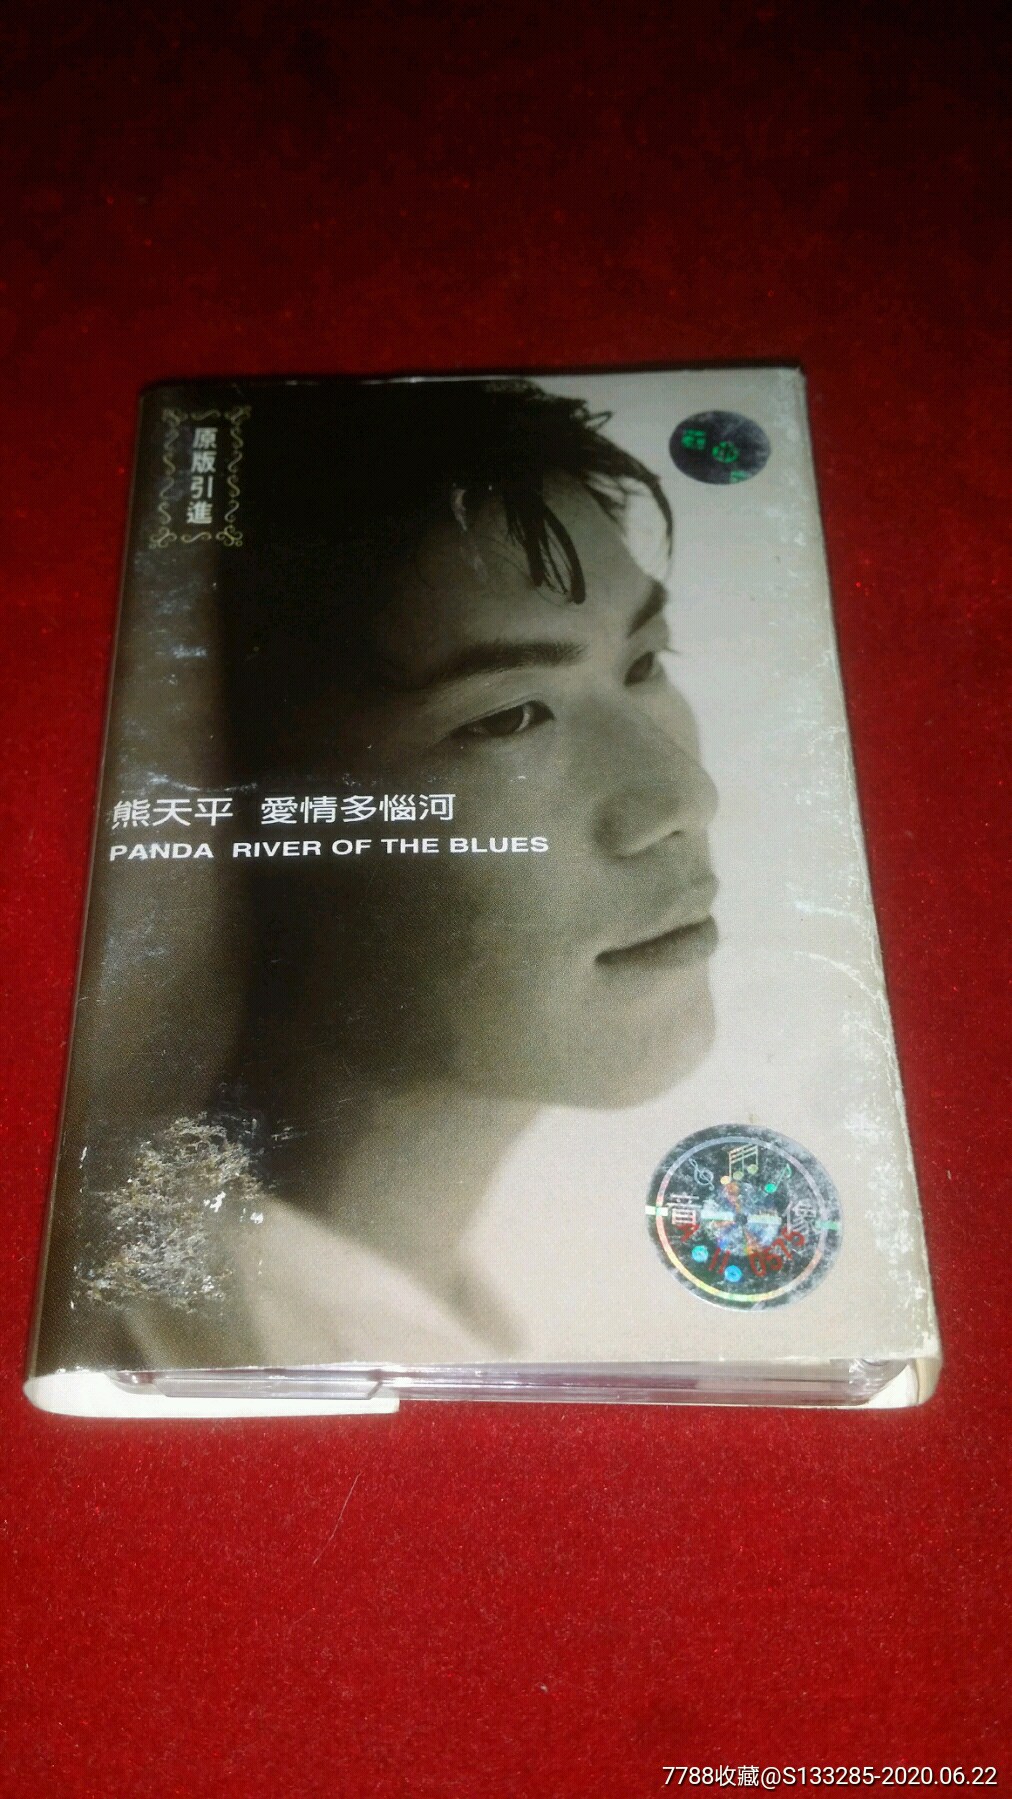 原版引進
熊天平 愛情多惱河
PANDA RIVER OF THE BLUES
音像
0575
7788收藏@S133285-2020.06.22